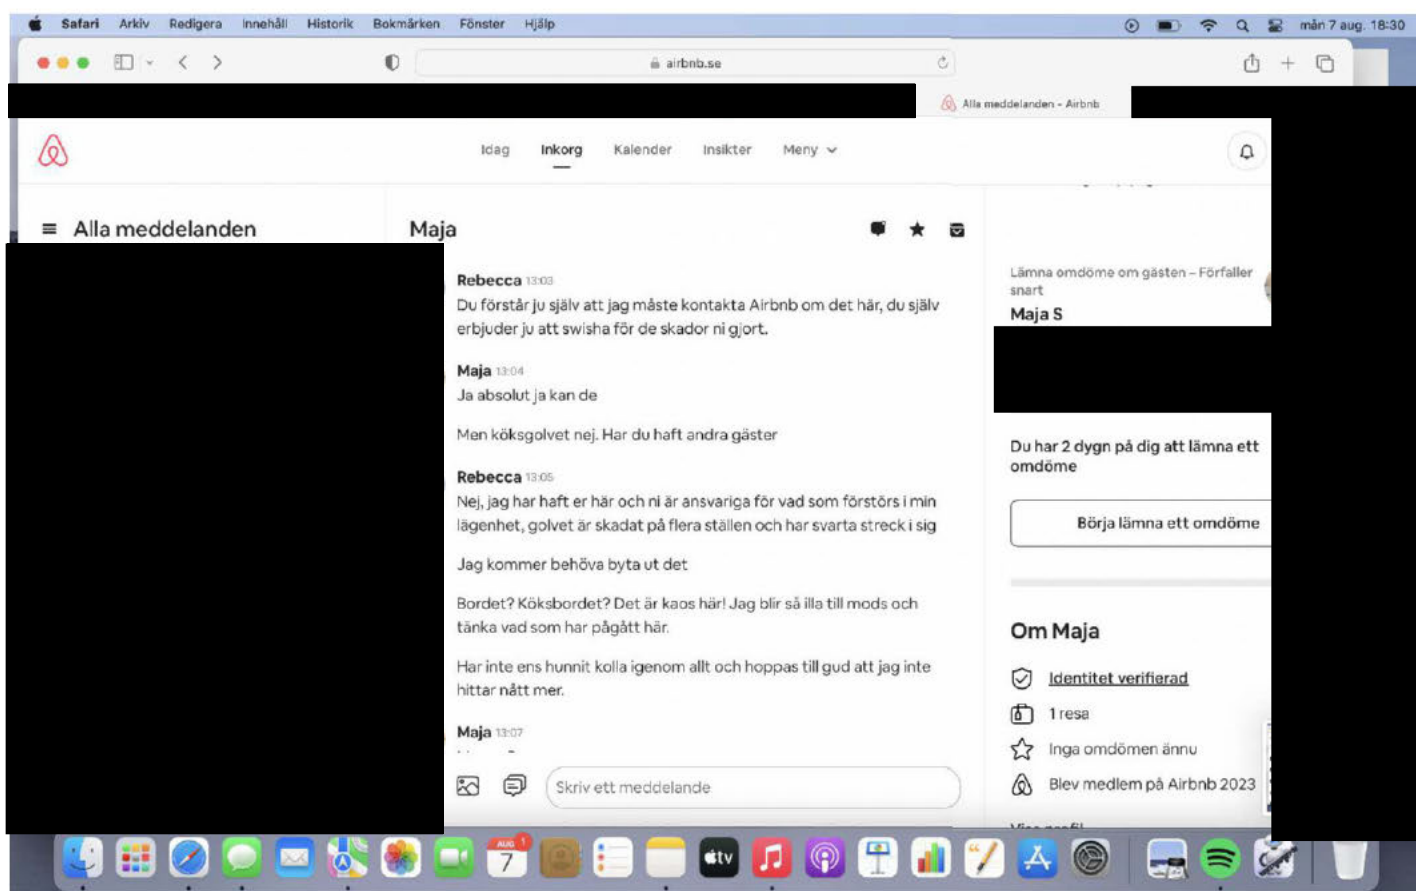 Safari Arkiv Redigera Innehåll Historik Bokmärken Fönster Hjälp
mån 7 aug. 18:30
airbnb.se
Alla meddelanden – Airbnb
Idag Inkorg Kalender Insikter Meny
Alla meddelanden
Maja
Rebecca 13:03
Du förstår ju själv att jag måste kontakta Airbnb om det här, du själv
erbjuder ju att swisha för de skador ni gjort.
Maja 13:04
Ja absolut ja kan de
Men köksgolvet nej. Har du haft andra gäster
Rebecca 13:05
Nej, jag har haft er här och ni är ansvariga för vad som förstörs i min
lägenhet, golvet är skadat på flera ställen och har svarta streck i sig
Jag kommer behöva byta ut det
Bordet? Köksbordet? Det är kaos här! Jag blir så illa till mods och
tänka vad som har pågått här.
Har inte ens hunnit kolla igenom allt och hoppas till gud att jag inte
hittar nått mer.
Maja 13:07
Skriv ett meddelande
Lämna omdöme om gästen – Förfaller
snart
Maja S
Du har 2 dygn på dig att lämna ett
omdöme
Börja lämna ett omdöme
Om Maja
Identitet verifierad
1 resa
Inga omdömen ännu
Blev medlem på Airbnb 2023
AUG
7
1
tv